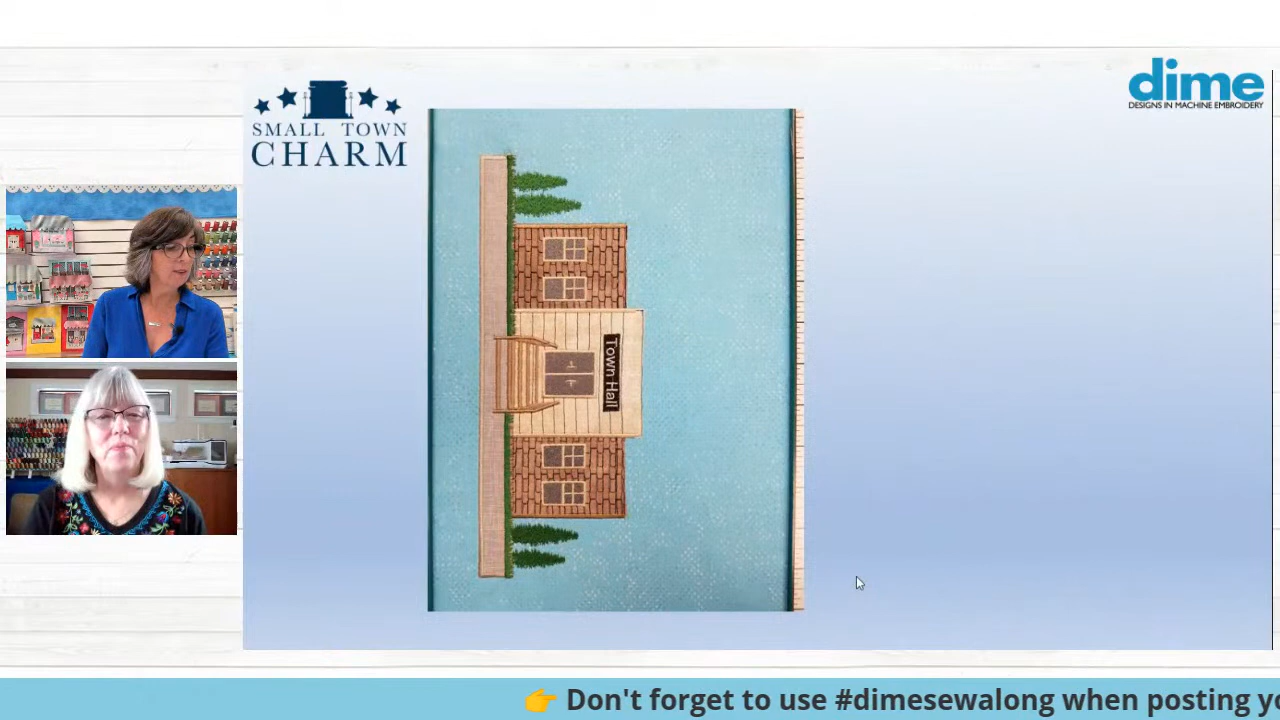 SMALL TOWN
CHARM
dime
DESIGNS IN MACHINE EMBROIDERY
Town Hall
👉 Don't forget to use #dimesewalong when posting yo